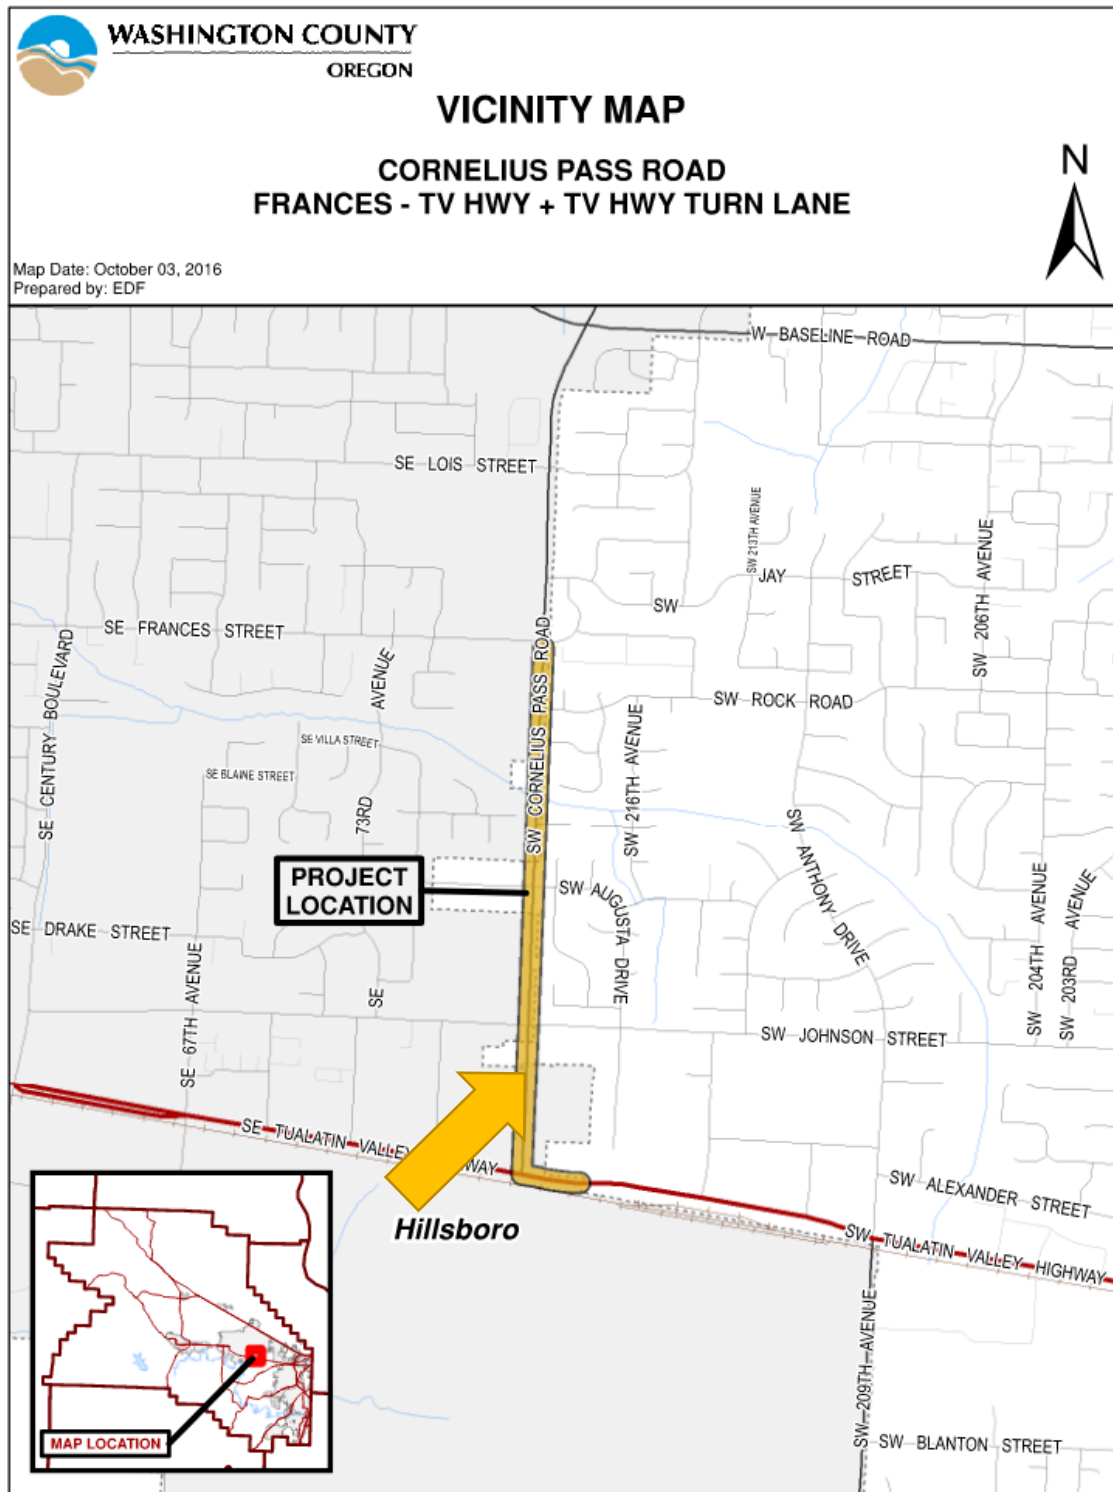 WASHINGTON COUNTY
OREGON
VICINITY MAP
CORNELIUS PASS ROAD
FRANCES - TV HWY + TV HWY TURN LANE
N
Map Date: October 03, 2016
Prepared by: EDF
W BASELINE ROAD
SE LOIS STREET
SW 213TH AVENUE
SW JAY STREET
SW 206TH AVENUE
SE FRANCES STREET
SE CENTURY BOULEVARD
SW CORNELIUS PASS ROAD
SW ROCK ROAD
SW 216TH AVENUE
SE VILLA STREET
SE BLAINE STREET
SE 73RD AVENUE
SW ANTHONY DRIVE
PROJECT
LOCATION
SW AUGUSTA DRIVE
SW 204TH AVENUE
SW 203RD AVENUE
SE DRAKE STREET
SE 67TH AVENUE
SW JOHNSON STREET
SE TUALATIN VALLEY
WAY
SW ALEXANDER STREET
Hillsboro
SW TUALATIN VALLEY HIGHWAY
SW 209TH AVENUE
SW BLANTON STREET
MAP LOCATION